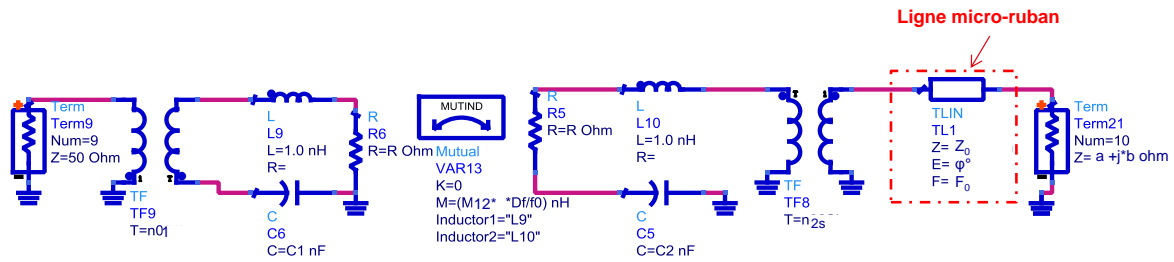 Ligne micro-ruban
Term
Term9
Num=9
Z=50 Ohm
TF
TF9
T=n01
L
L9
L=1.0 nH
R=
R
R6
R=R Ohm
C
C6
C=C1 nF
MUTIND
Mutual
VAR13
K=0
M=(M12* *Df/f0) nH
Inductor1="L9"
Inductor2="L10"
R
R5
R=R Ohm
L
L10
L=1.0 nH
R=
C
C5
C=C2 nF
TF
TF8
T=n2s
TLIN
TL1
Z= Z0
E= φ°
F= F0
Term
Term21
Num=10
Z= a +j*b ohm